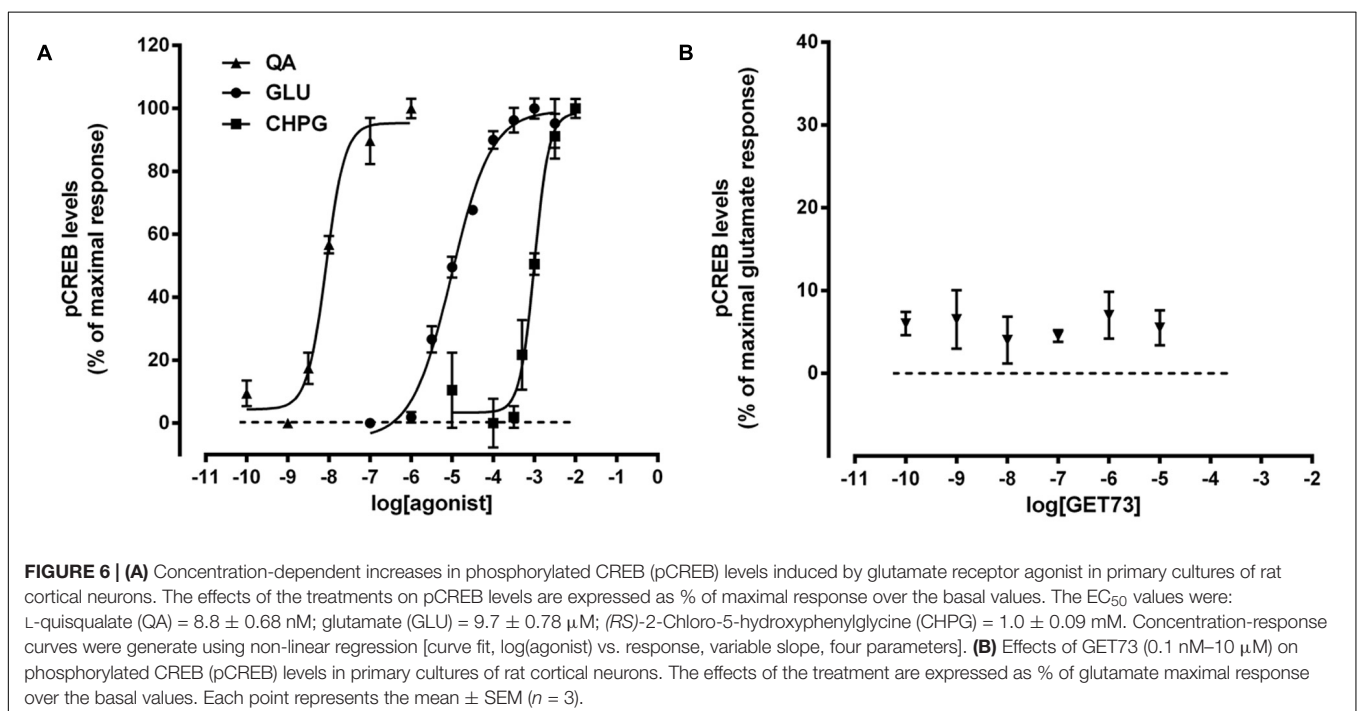 A
120
100
80
60
40
20
0
pCREB levels
(% of maximal response)
QA
GLU
CHPG
-11 -10 -9 -8 -7 -6 -5 -4 -3 -2 -1 0
log[agonist]
B
40
30
20
10
0
pCREB levels
(% of maximal glutamate response)
-11 -10 -9 -8 -7 -6 -5 -4 -3 -2
log[GET73]
FIGURE 6 | (A) Concentration-dependent increases in phosphorylated CREB (pCREB) levels induced by glutamate receptor agonist in primary cultures of rat
cortical neurons. The effects of the treatments on pCREB levels are expressed as % of maximal response over the basal values. The EC₅₀ values were:
L-quisqualate (QA) = 8.8 ± 0.68 nM; glutamate (GLU) = 9.7 ± 0.78 μM; (RS)-2-Chloro-5-hydroxyphenylglycine (CHPG) = 1.0 ± 0.09 mM. Concentration-response
curves were generate using non-linear regression [curve fit, log(agonist) vs. response, variable slope, four parameters]. (B) Effects of GET73 (0.1 nM–10 μM) on
phosphorylated CREB (pCREB) levels in primary cultures of rat cortical neurons. The effects of the treatment are expressed as % of glutamate maximal response
over the basal values. Each point represents the mean ± SEM (n = 3).